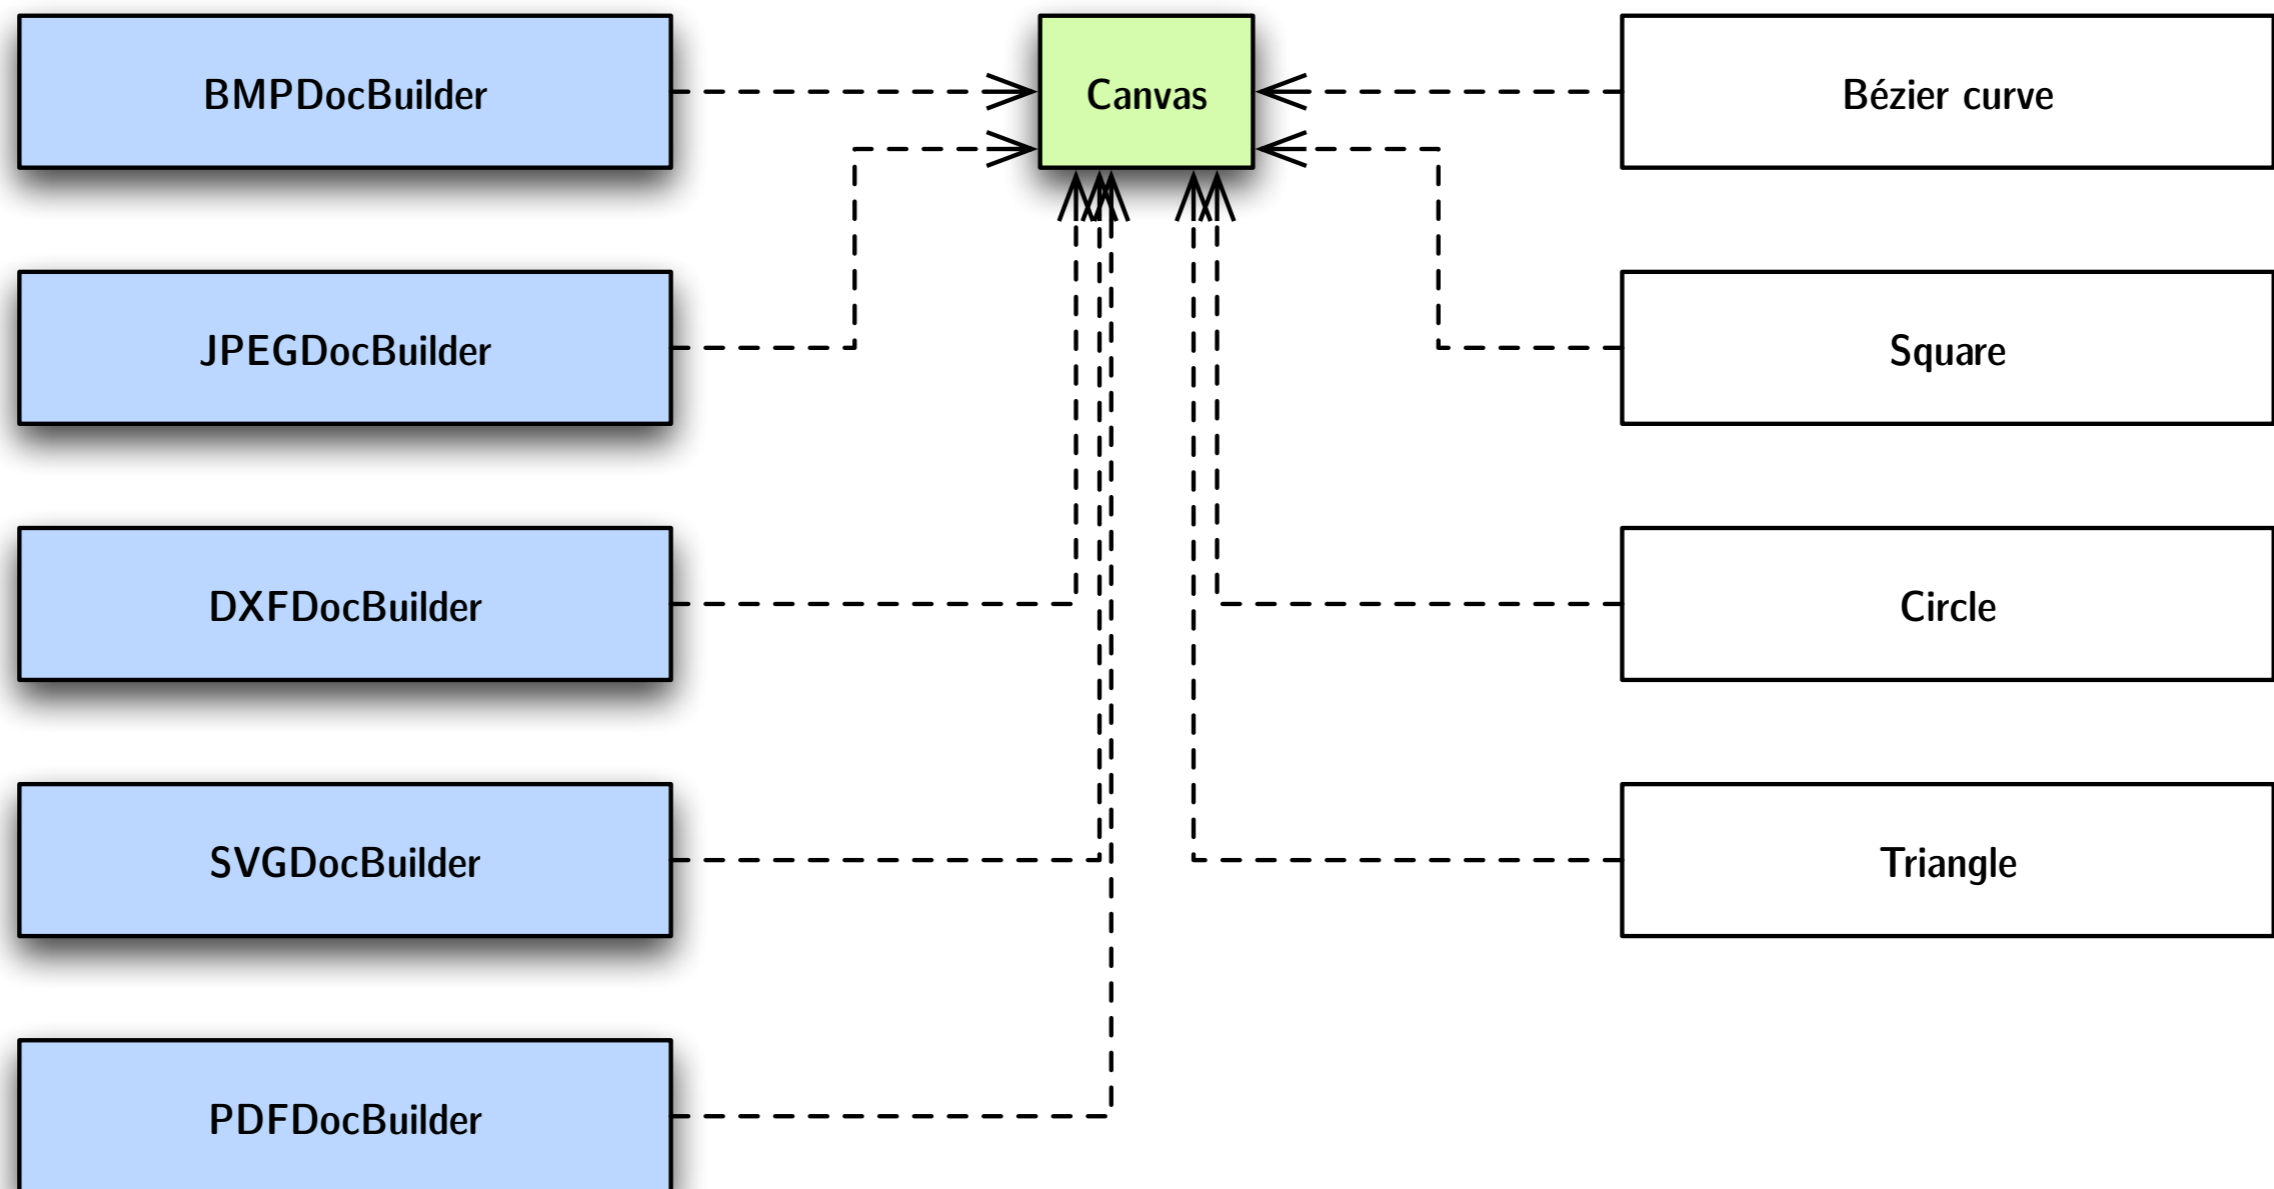 BMPDocBuilder
Canvas
Bézier curve
JPEGDocBuilder
Square
DXFDocBuilder
Circle
SVGDocBuilder
Triangle
PDFDocBuilder